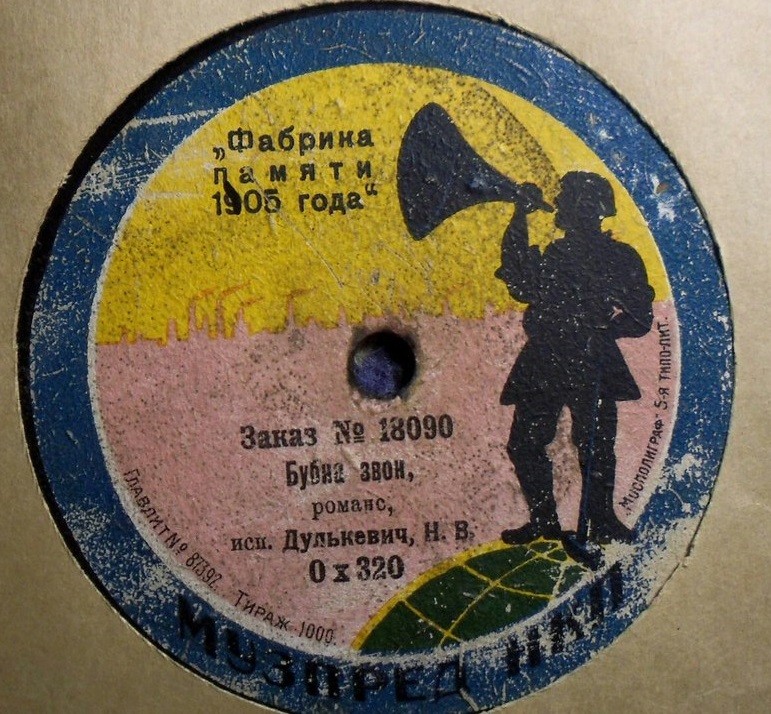 „Фабрика
памяти
1905 года“
Заказ № 18090
Бубна звон,
романс,
исп. Дулькевич, Н. В.
О х 320
Главлит № 87392. Тираж 1000.
Мосполиграф" 5-я типо-лит.
МУЗПРЕД НКП